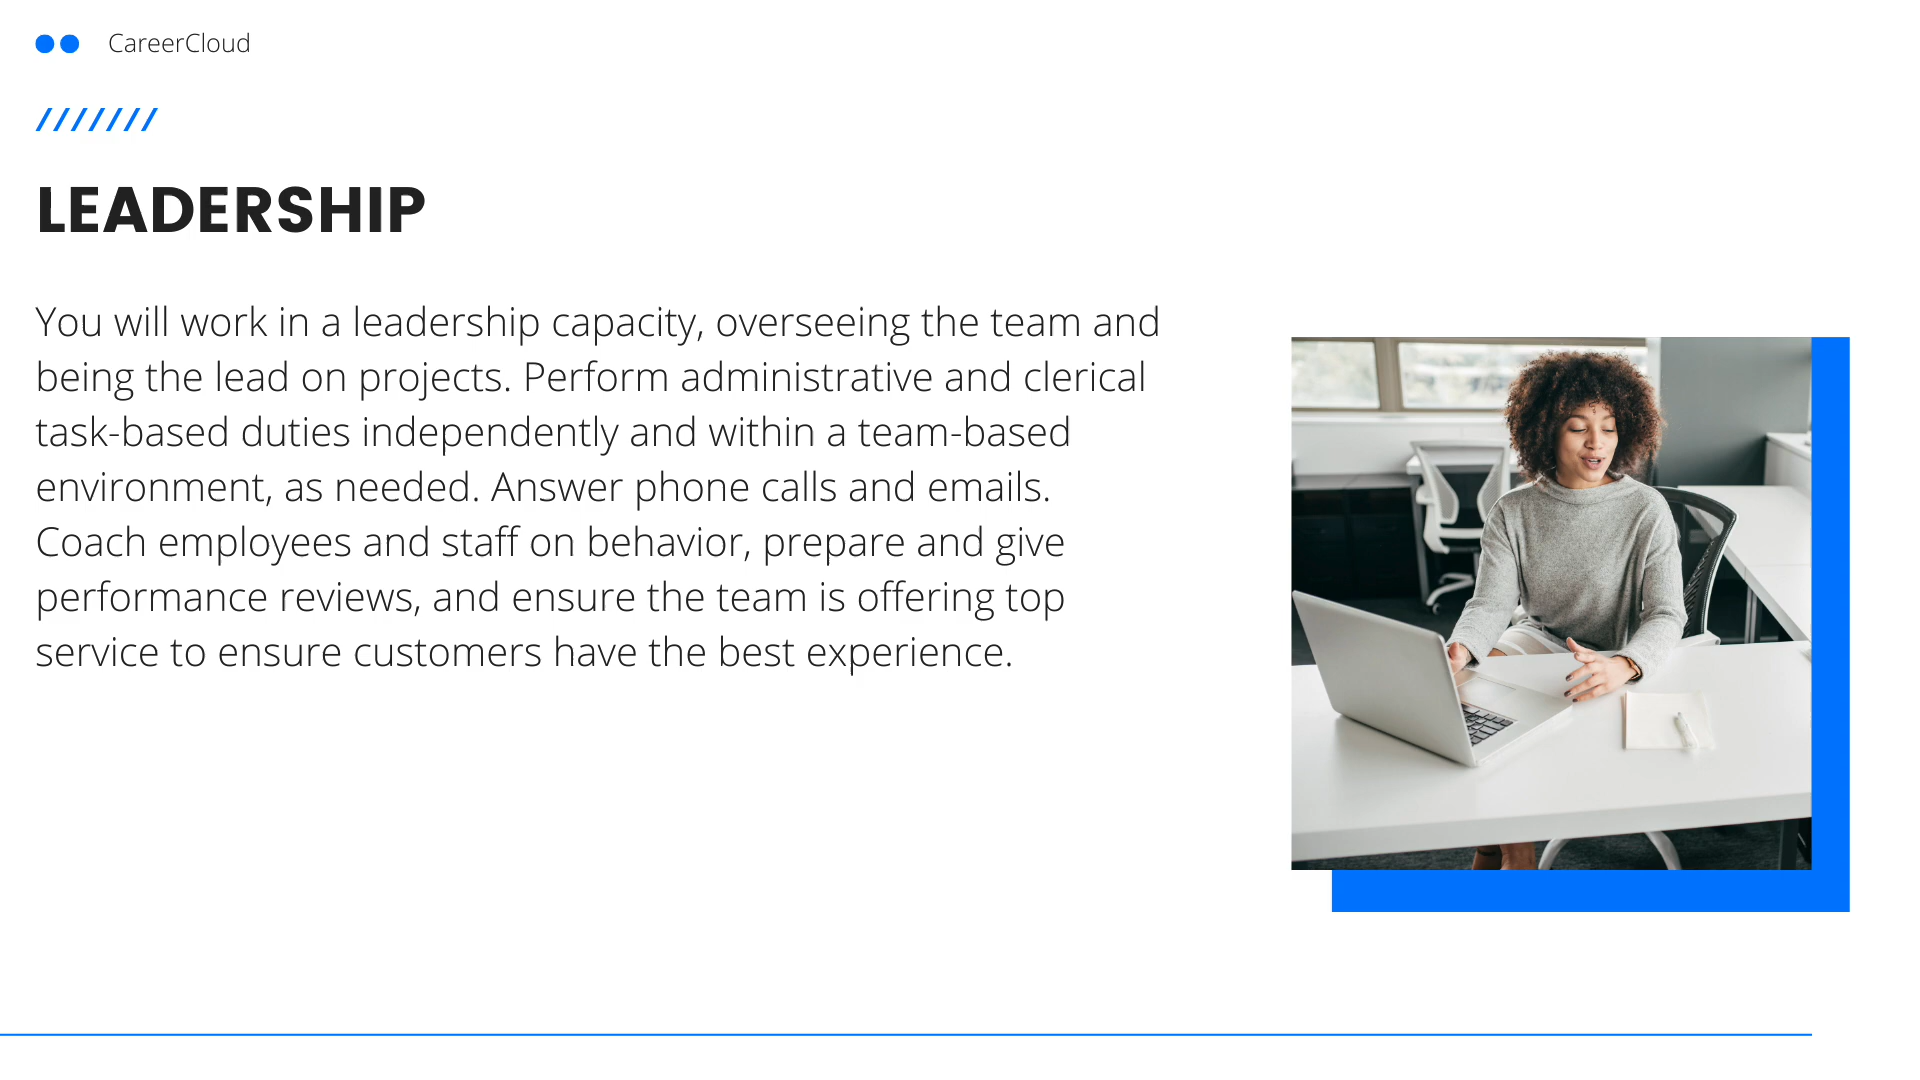 CareerCloud
///////
LEADERSHIP
You will work in a leadership capacity, overseeing the team and
being the lead on projects. Perform administrative and clerical
task-based duties independently and within a team-based
environment, as needed. Answer phone calls and emails.
Coach employees and staff on behavior, prepare and give
performance reviews, and ensure the team is offering top
service to ensure customers have the best experience.